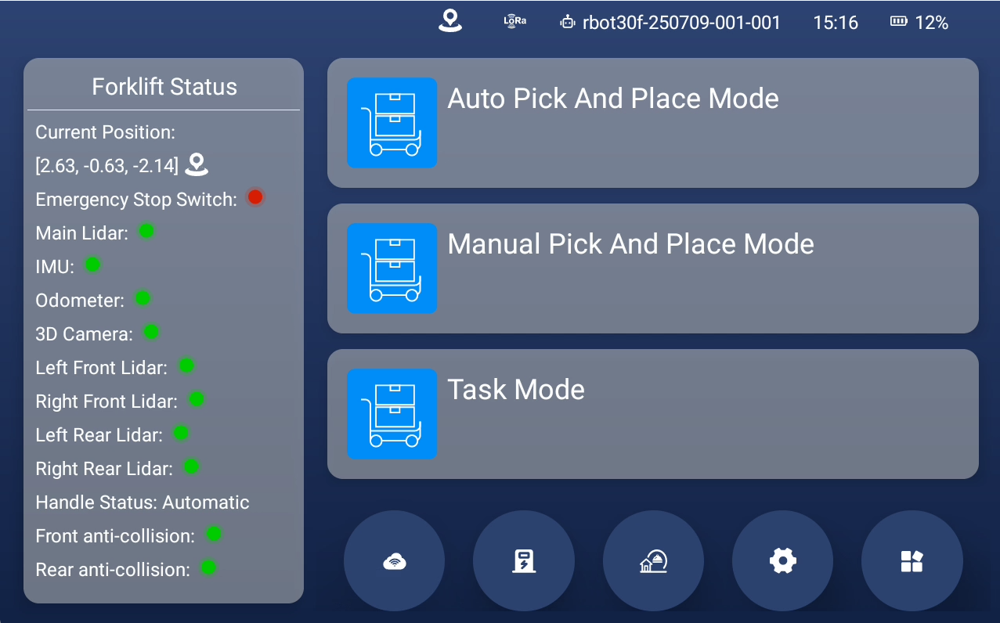 LoRa
rbot30f-250709-001-001
15:16
12%
Forklift Status
Current Position:
[2.63, -0.63, -2.14]
Emergency Stop Switch:
Main Lidar:
IMU:
Odometer:
3D Camera:
Left Front Lidar:
Right Front Lidar:
Left Rear Lidar:
Right Rear Lidar:
Handle Status: Automatic
Front anti-collision:
Rear anti-collision:
Auto Pick And Place Mode
Manual Pick And Place Mode
Task Mode